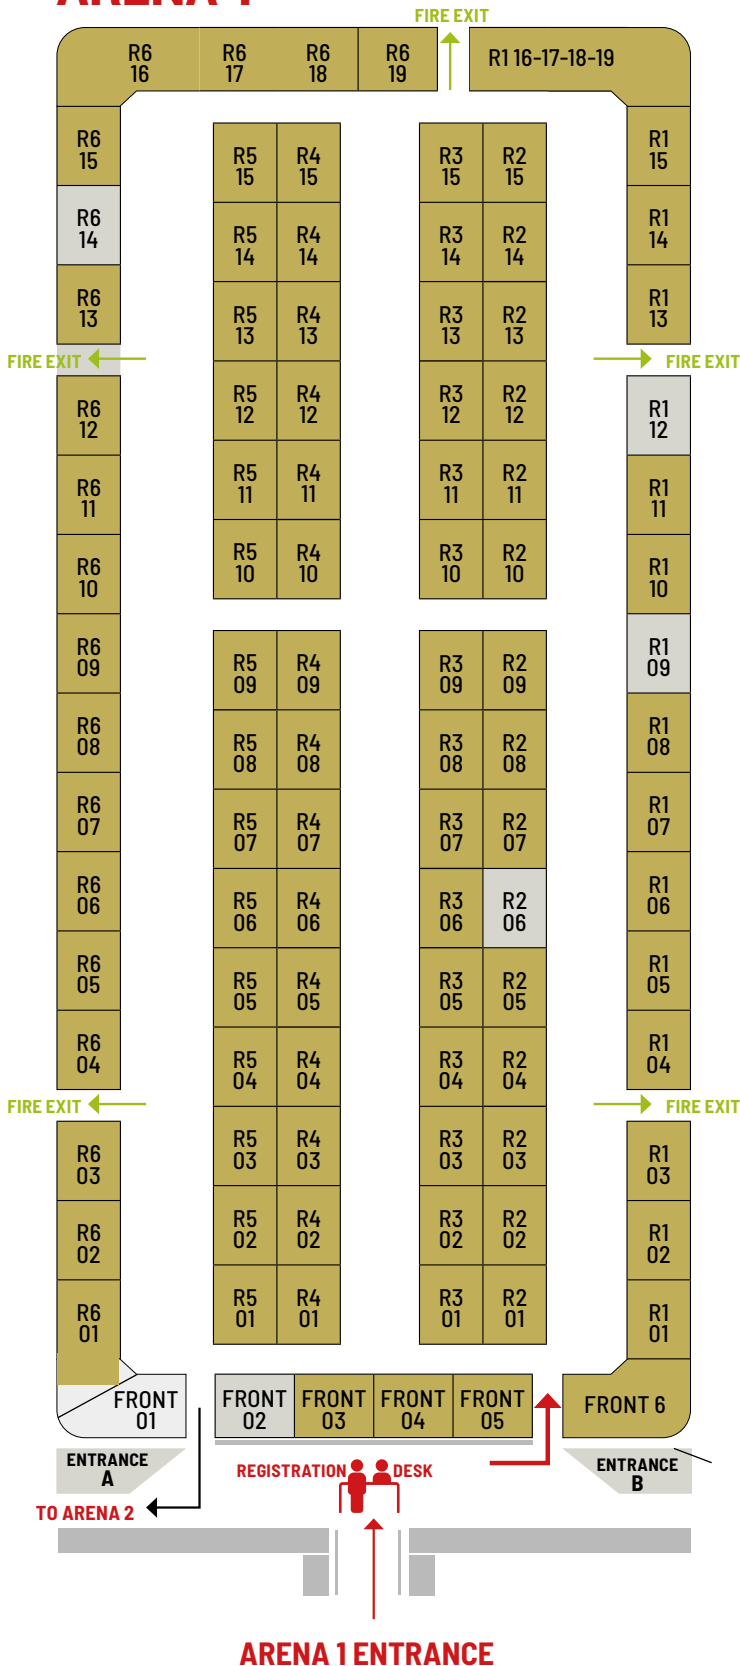 ARENA 1
FIRE EXIT
R6
16
R6
17
R6
18
R6
19
R1 16-17-18-19
R6
15
R5
15
R4
15
R3
15
R2
15
R1
15
R6
14
R5
14
R4
14
R3
14
R2
14
R1
14
R6
13
R5
13
R4
13
R3
13
R2
13
R1
13
FIRE EXIT
FIRE EXIT
R6
12
R5
12
R4
12
R3
12
R2
12
R1
12
R6
11
R5
11
R4
11
R3
11
R2
11
R1
11
R6
10
R5
10
R4
10
R3
10
R2
10
R1
10
R6
09
R5
09
R4
09
R3
09
R2
09
R1
09
R6
08
R5
08
R4
08
R3
08
R2
08
R1
08
R6
07
R5
07
R4
07
R3
07
R2
07
R1
07
R6
06
R5
06
R4
06
R3
06
R2
06
R1
06
R6
05
R5
05
R4
05
R3
05
R2
05
R1
05
R6
04
R5
04
R4
04
R3
04
R2
04
R1
04
FIRE EXIT
FIRE EXIT
R6
03
R5
03
R4
03
R3
03
R2
03
R1
03
R6
02
R5
02
R4
02
R3
02
R2
02
R1
02
R6
01
R5
01
R4
01
R3
01
R2
01
R1
01
FRONT
01
FRONT
02
FRONT
03
FRONT
04
FRONT
05
FRONT 6
ENTRANCE
A
REGISTRATION DESK
ENTRANCE
B
TO ARENA 2
ARENA 1 ENTRANCE